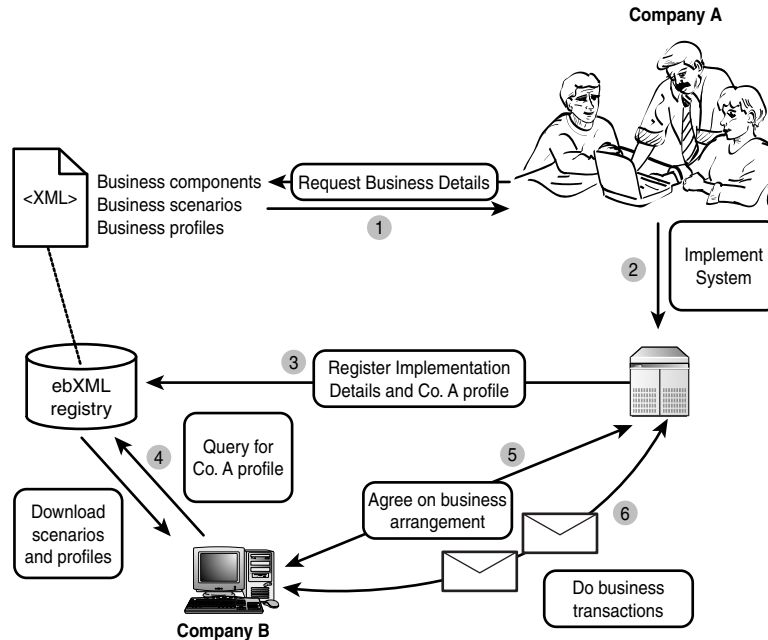 Company A
<XML>
Business components
Business scenarios
Business profiles
Request Business Details
1
2
Implement
System
3
Register Implementation
Details and Co. A profile
ebXML
registry
4
Query for
Co. A profile
5
Agree on business
arrangement
6
Download
scenarios
and profiles
Do business
transactions
Company B